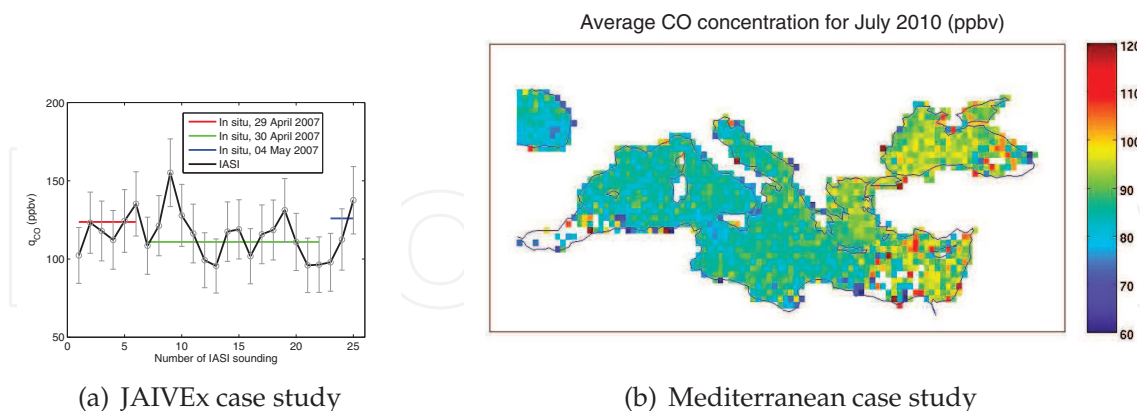 Average CO concentration for July 2010 (ppbv)
q_CO (ppbv)
200
150
100
50
In situ, 29 April 2007
In situ, 30 April 2007
In situ, 04 May 2007
IASI
0
5
10
15
20
25
Number of IASI sounding
120
110
100
90
80
70
60
(a) JAIVEx case study
(b) Mediterranean case study